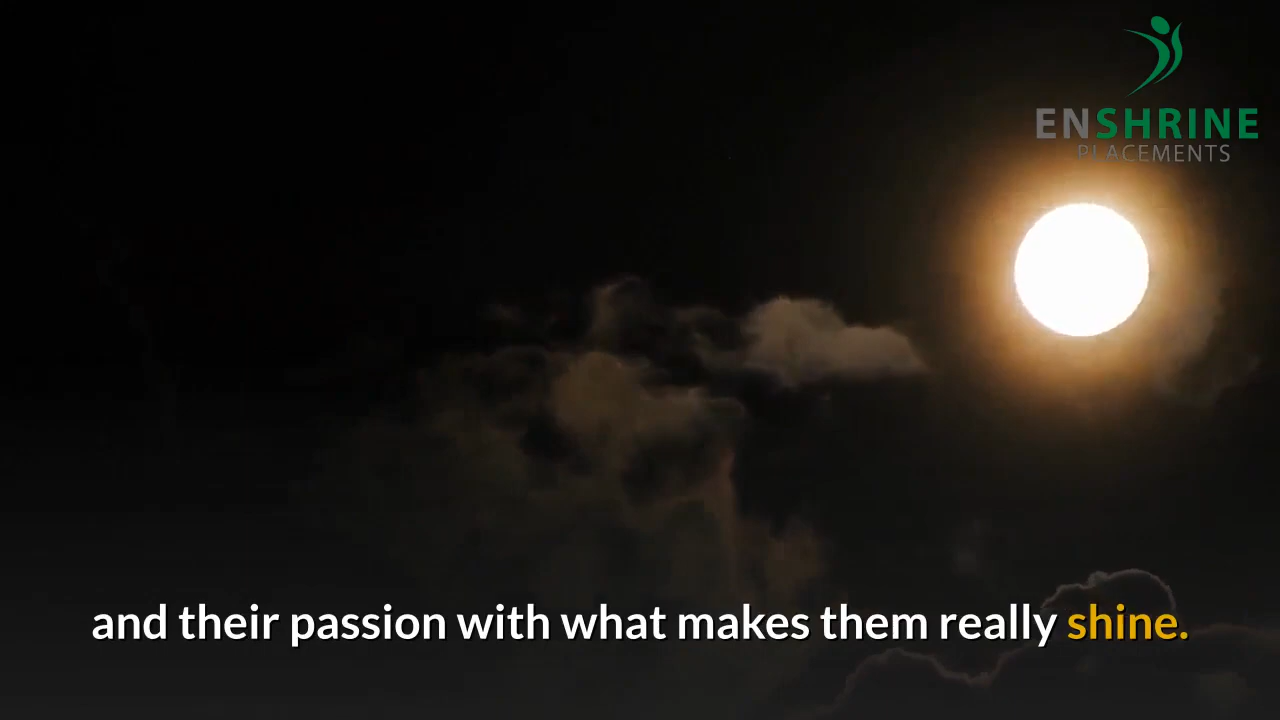 ENSHRINE
PLACEMENTS
and their passion with what makes them really shine.